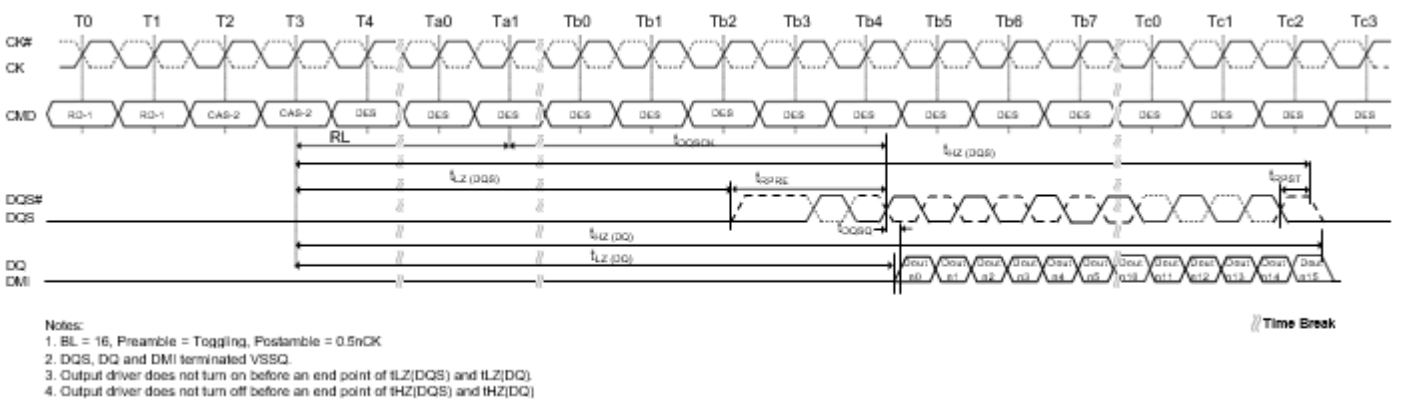 T0 T1 T2 T3 T4 Ta0 Ta1 Tb0 Tb1 Tb2 Tb3 Tb4 Tb5 Tb6 Tb7 Tc0 Tc1 Tc2 Tc3
CK#
CK
CMD RD-1 RD-1 CAS-2 CAS-2 DES DES DES DES DES DES DES DES DES DES DES DES DES DES DES
RL tDQSCK
tHZ (DQS)
tLZ (DQS) tRPRE tRPST
DQS#
DQS
tDQSQ
tHZ (DQ)
tLZ (DQ)
DQ Dout Dout Dout Dout Dout Dout Dout Dout Dout Dout Dout Dout
DMI n0 n1 n2 n3 n4 n5 n10 n11 n12 n13 n14 n15
Time Break
Notes:
1. BL = 16, Preamble = Toggling, Postamble = 0.5nCK
2. DQS, DQ and DMI terminated VSSQ.
3. Output driver does not turn on before an end point of tLZ(DQS) and tLZ(DQ).
4. Output driver does not turn off before an end point of tHZ(DQS) and tHZ(DQ)